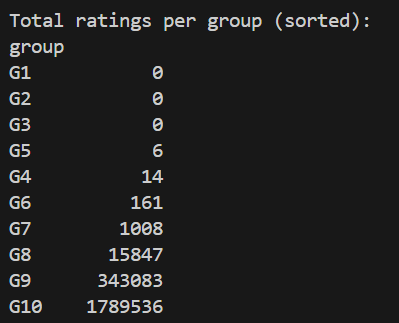 Total ratings per group (sorted):
group
G1 0
G2 0
G3 0
G5 6
G4 14
G6 161
G7 1008
G8 15847
G9 343083
G10 1789536